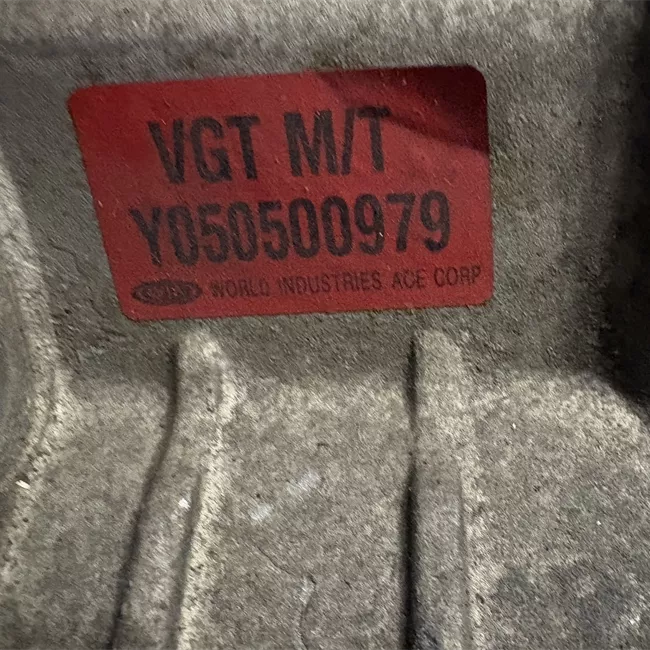 VGT M/T
Y050500979
WORLD INDUSTRIES ACE CORP